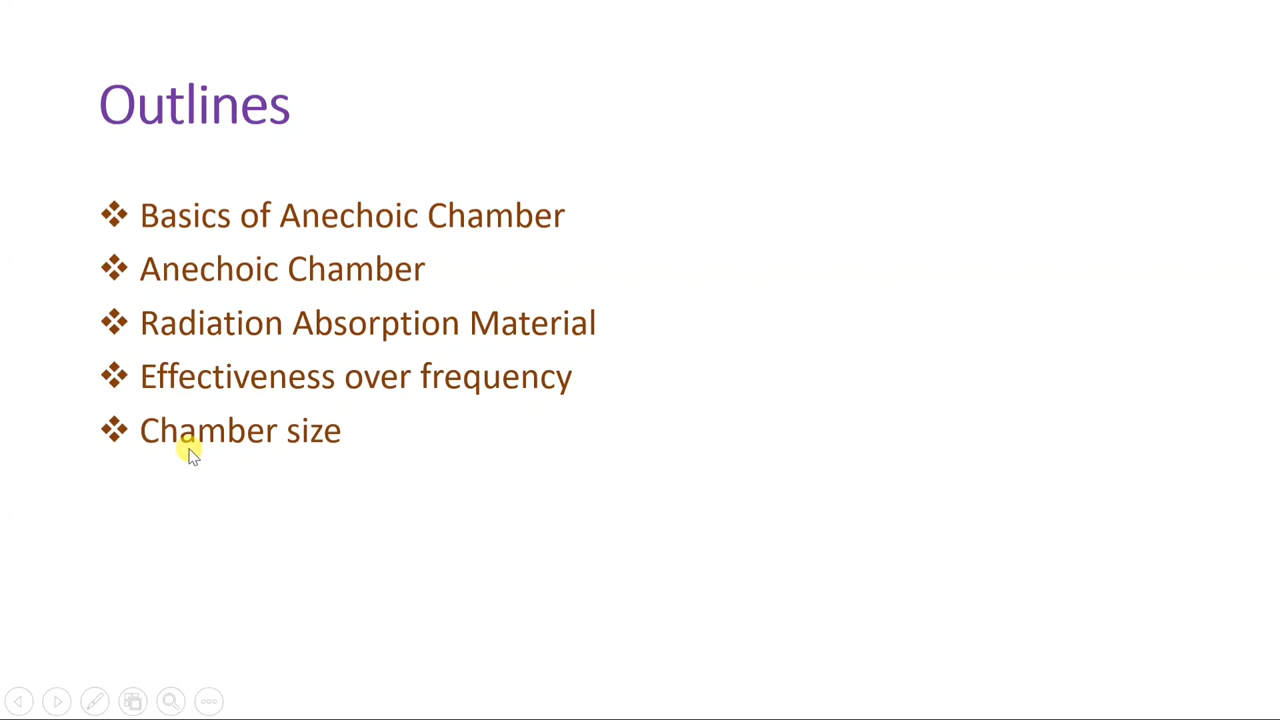 Outlines
❖ Basics of Anechoic Chamber
❖ Anechoic Chamber
❖ Radiation Absorption Material
❖ Effectiveness over frequency
❖ Chamber size